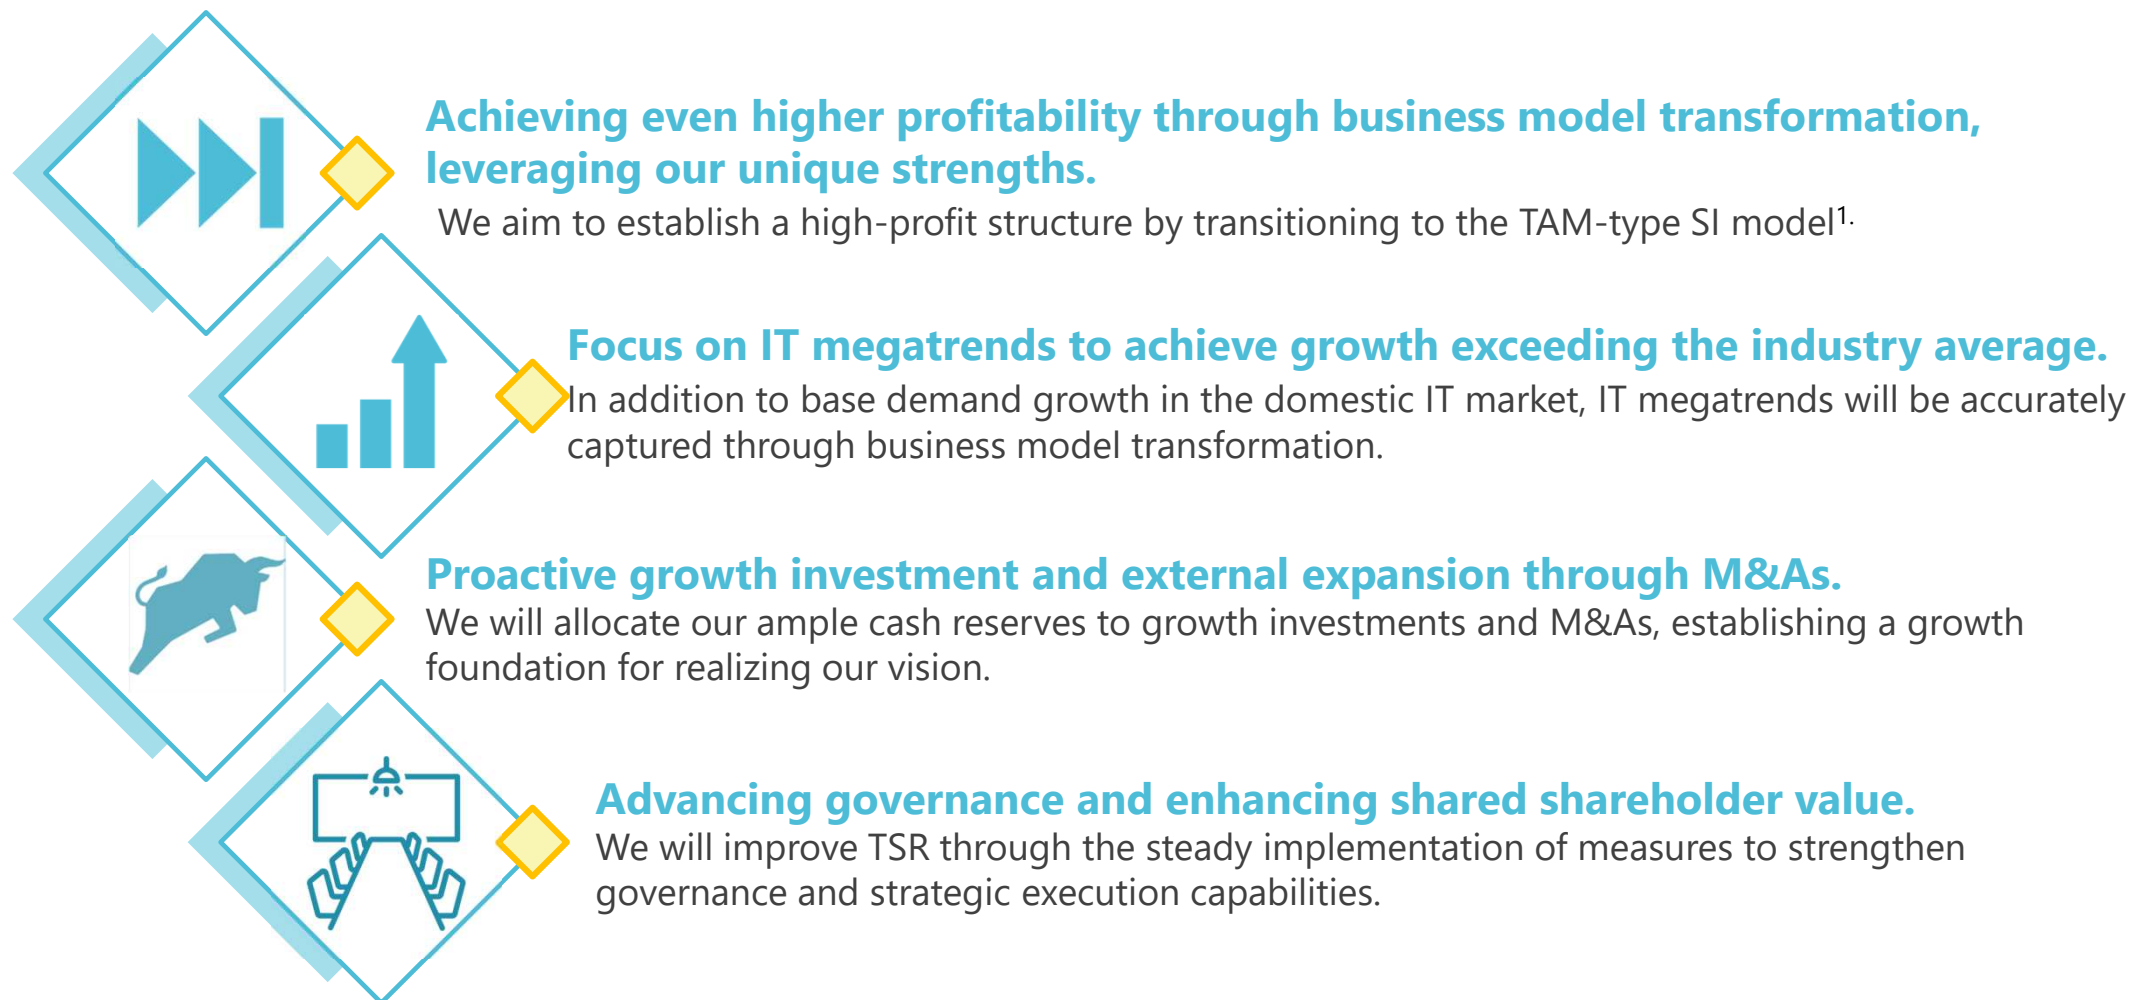 Achieving even higher profitability through business model transformation,
leveraging our unique strengths.
We aim to establish a high-profit structure by transitioning to the TAM-type SI model¹·
Focus on IT megatrends to achieve growth exceeding the industry average.
In addition to base demand growth in the domestic IT market, IT megatrends will be accurately
captured through business model transformation.
Proactive growth investment and external expansion through M&As.
We will allocate our ample cash reserves to growth investments and M&As, establishing a growth
foundation for realizing our vision.
Advancing governance and enhancing shared shareholder value.
We will improve TSR through the steady implementation of measures to strengthen
governance and strategic execution capabilities.